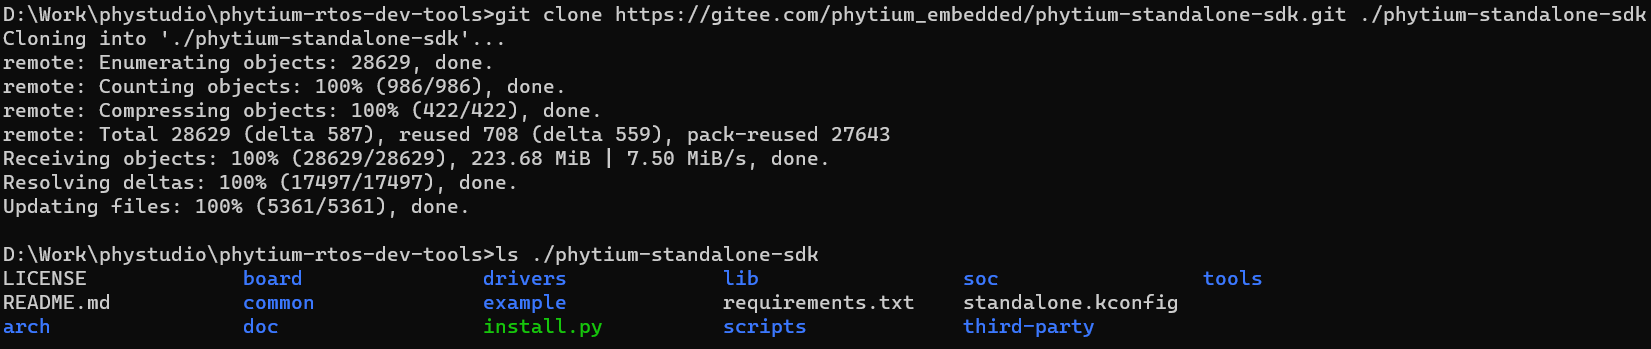 D:\Work\phystudio\phytium-rtos-dev-tools>git clone https://gitee.com/phytium_embedded/phytium-standalone-sdk.git ./phytium-standalone-sdk
Cloning into './phytium-standalone-sdk'...
remote: Enumerating objects: 28629, done.
remote: Counting objects: 100% (986/986), done.
remote: Compressing objects: 100% (422/422), done.
remote: Total 28629 (delta 587), reused 708 (delta 559), pack-reused 27643
Receiving objects: 100% (28629/28629), 223.68 MiB | 7.50 MiB/s, done.
Resolving deltas: 100% (17497/17497), done.
Updating files: 100% (5361/5361), done.
D:\Work\phystudio\phytium-rtos-dev-tools>ls ./phytium-standalone-sdk
LICENSE board drivers lib soc tools
README.md common example requirements.txt standalone.kconfig
arch doc install.py scripts third-party